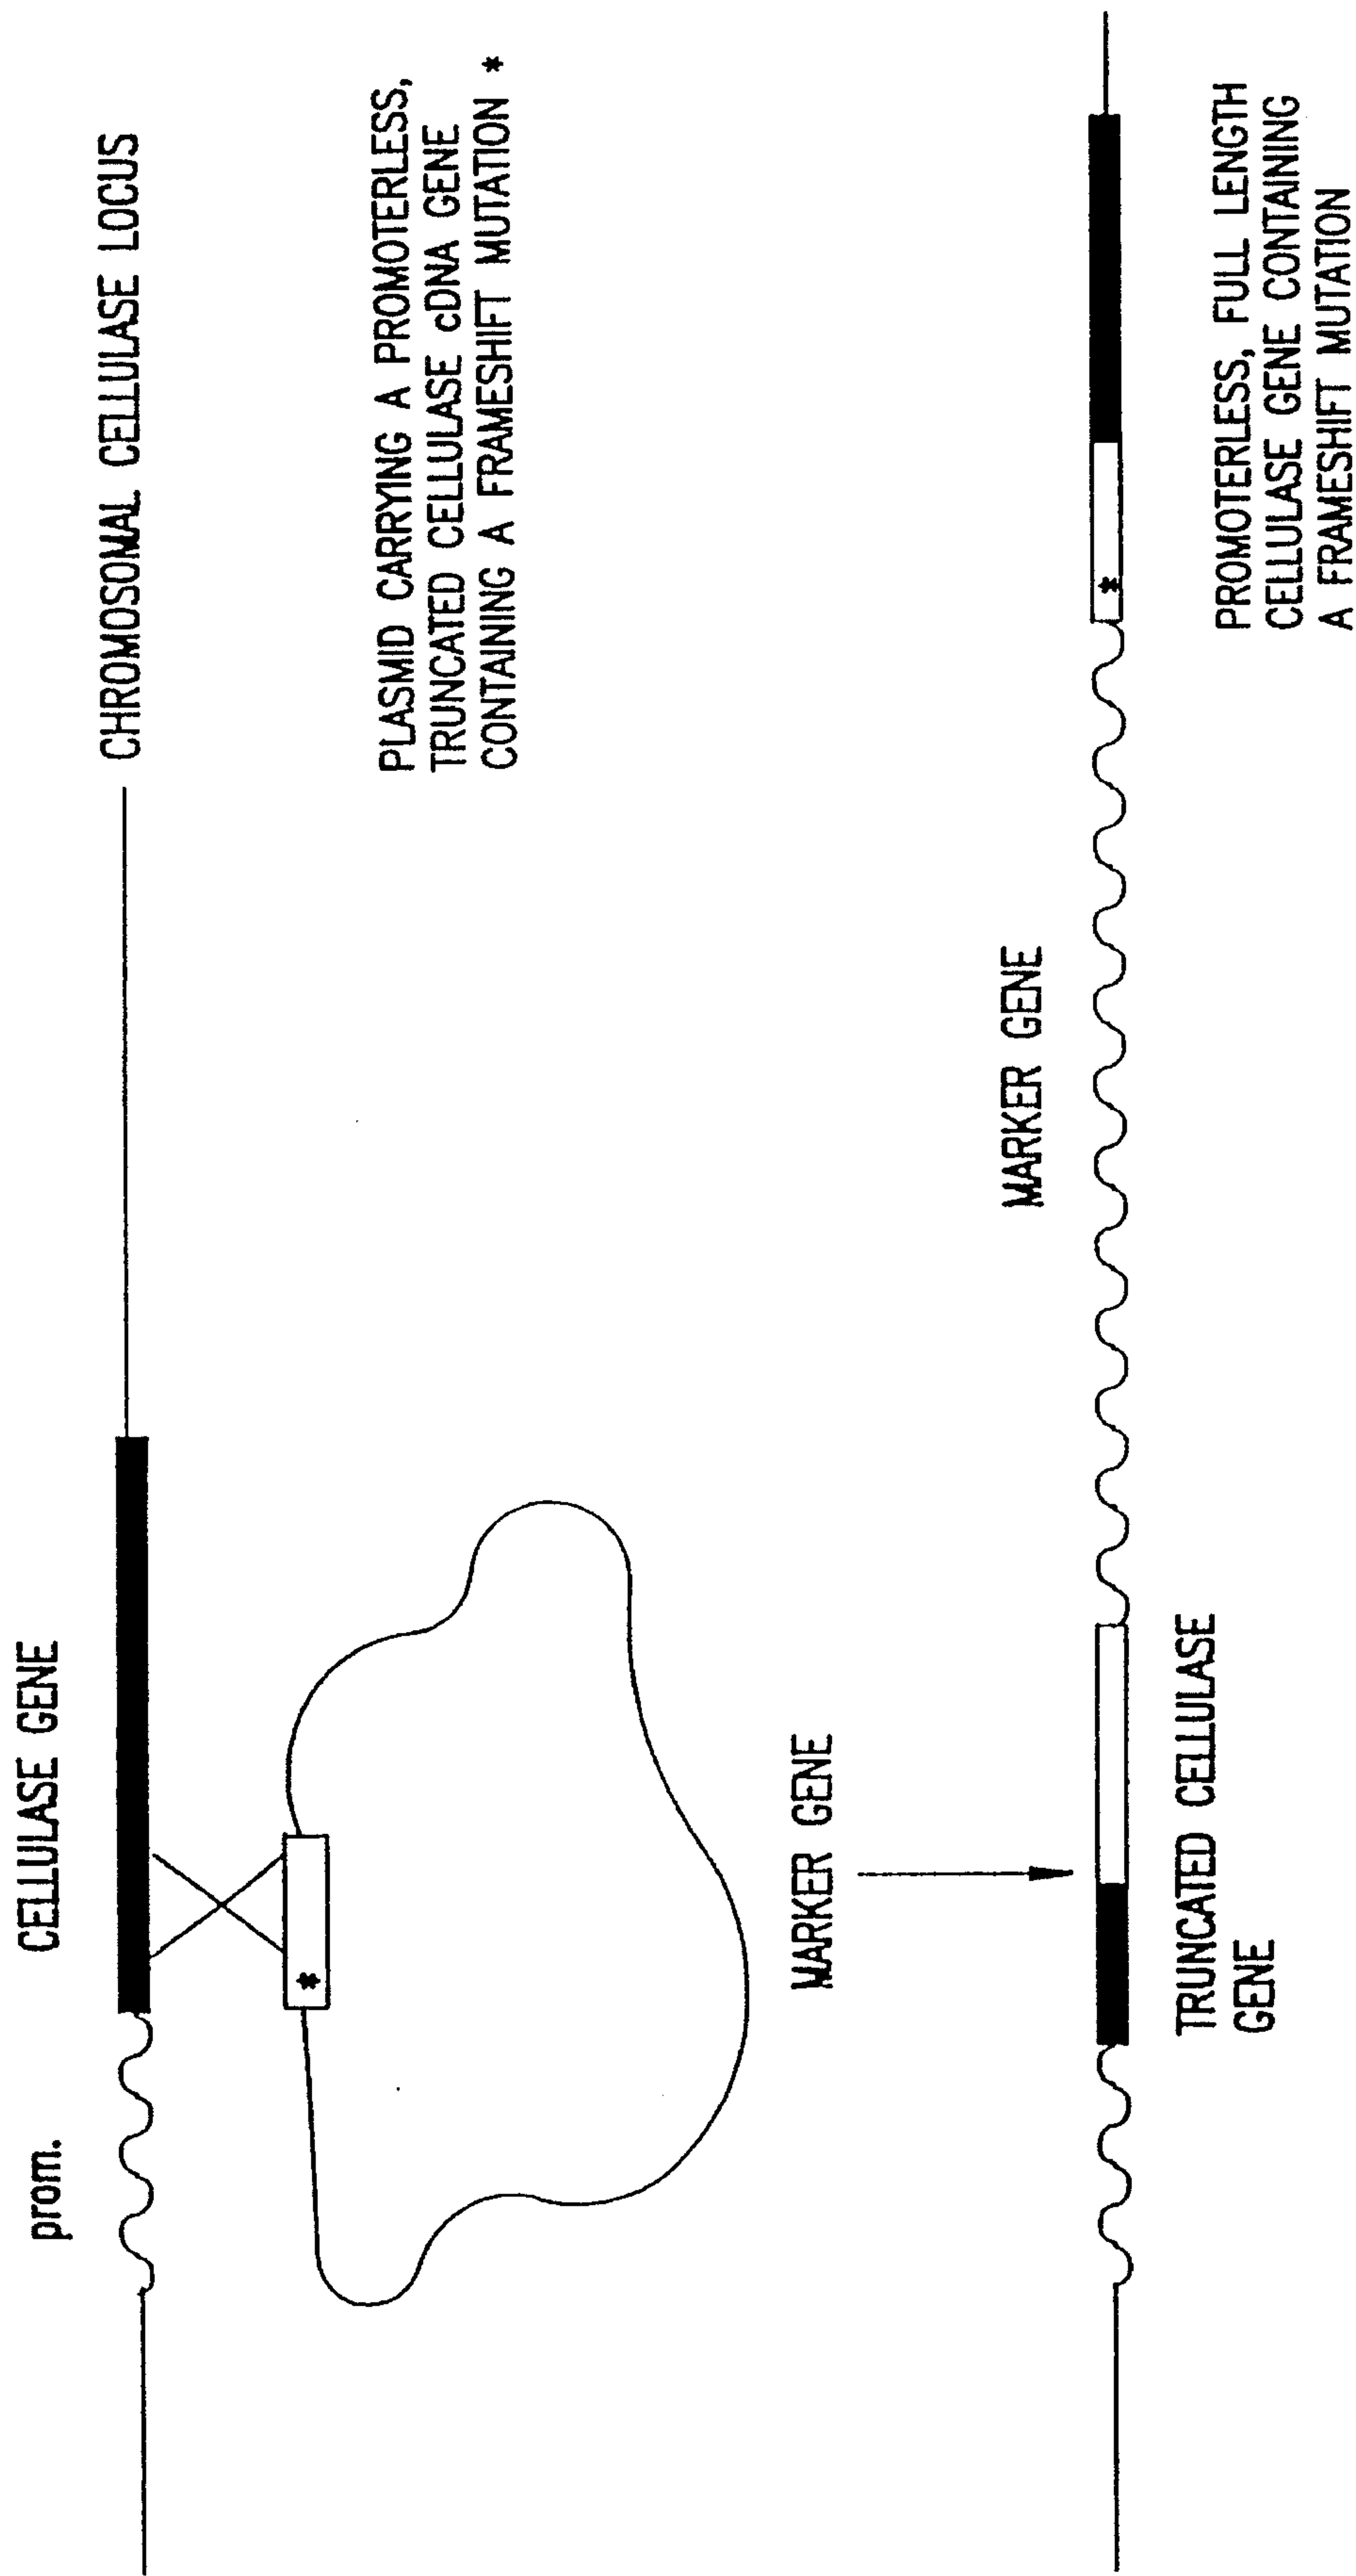 prom.
CELLULASE GENE
CHROMOSOMAL CELLULASE LOCUS
*
PLASMID CARRYING A PROMOTERLESS,
TRUNCATED CELLULASE cDNA GENE
CONTAINING A FRAMESHIFT MUTATION *
MARKER GENE
MARKER GENE
*
TRUNCATED CELLULASE
GENE
PROMOTERLESS, FULL LENGTH
CELLULASE GENE CONTAINING
A FRAMESHIFT MUTATION